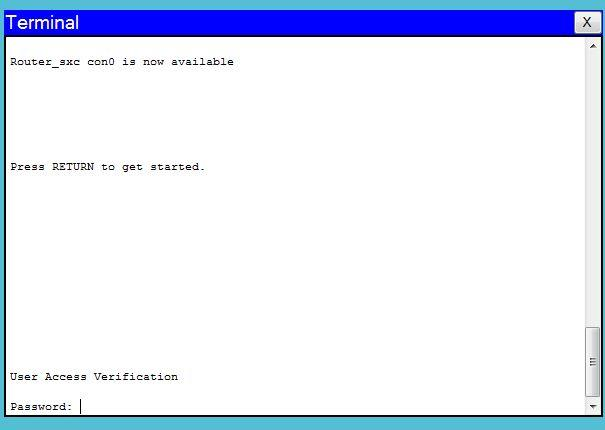 Terminal
X
Router_sxc con0 is now available
Press RETURN to get started.
User Access Verification
Password: